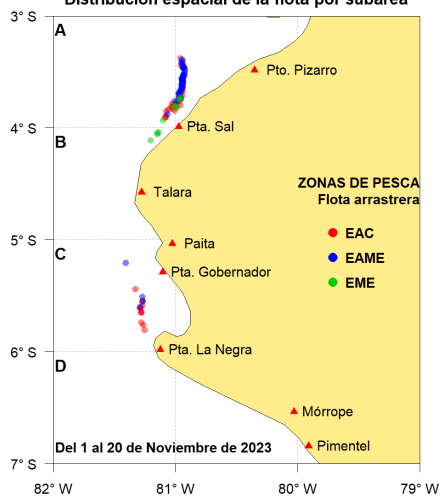 Distribución espacial de la flota por subárea
3° S
A
Pto. Pizarro
4° S
Pta. Sal
B
ZONAS DE PESCA
Talara
Flota arrastrera
EAC
5° S
Paita
C
EAME
Pta. Gobernador
EME
6° S
Pta. La Negra
D
Mórrope
Del 1 al 20 de Noviembre de 2023
Pimentel
7° S
82° W
81° W
80° W
79° W